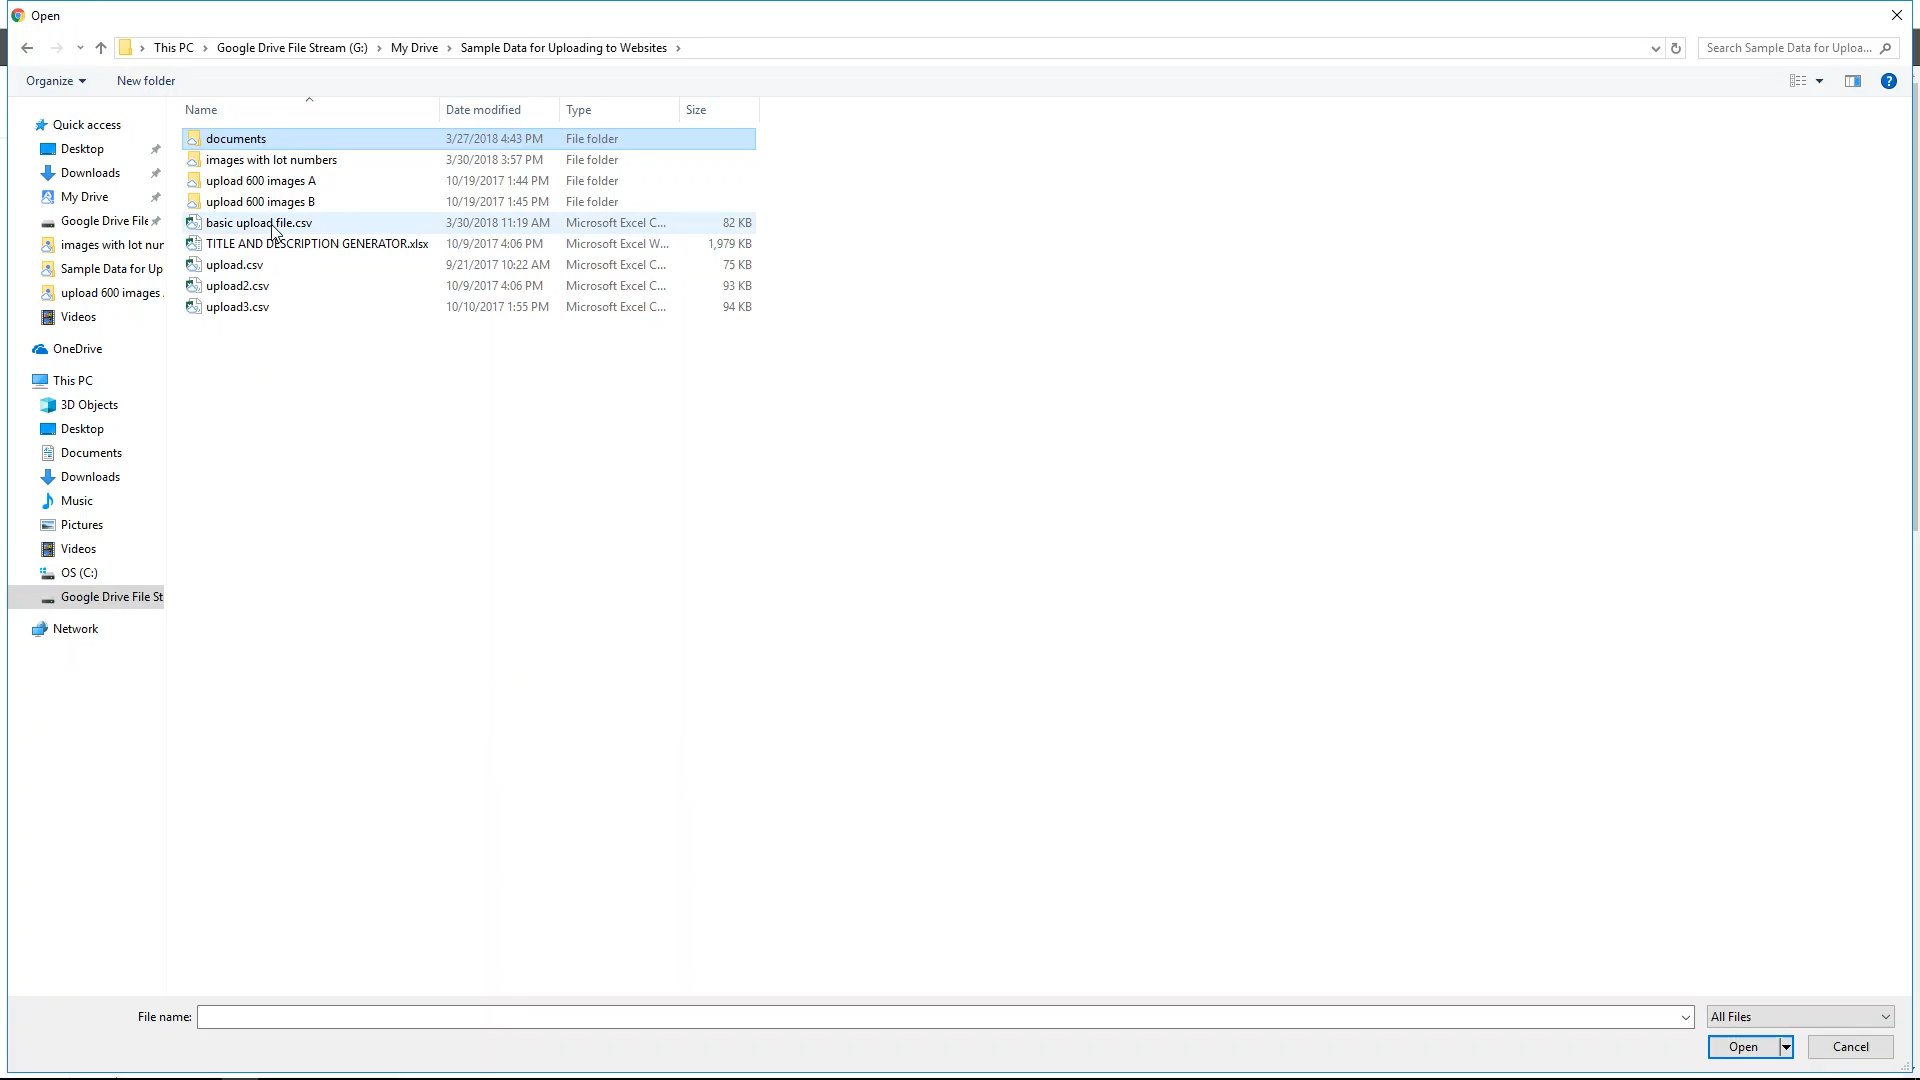 Open
This PC > Google Drive File Stream (G:) > My Drive > Sample Data for Uploading to Websites >
Search Sample Data for Uploa...
Organize
New folder
Name
Date modified
Type
Size
documents 3/27/2018 4:43 PM File folder
images with lot numbers 3/30/2018 3:57 PM File folder
upload 600 images A 10/19/2017 1:44 PM File folder
upload 600 images B 10/19/2017 1:45 PM File folder
basic upload file.csv 3/30/2018 11:19 AM Microsoft Excel C... 82 KB
TITLE AND DESCRIPTION GENERATOR.xlsx 10/9/2017 4:06 PM Microsoft Excel W... 1,979 KB
upload.csv 9/21/2017 10:22 AM Microsoft Excel C... 75 KB
upload2.csv 10/9/2017 4:06 PM Microsoft Excel C... 93 KB
upload3.csv 10/10/2017 1:55 PM Microsoft Excel C... 94 KB
Quick access
Desktop
Downloads
My Drive
Google Drive File
images with lot nur
Sample Data for Up
upload 600 images
Videos
OneDrive
This PC
3D Objects
Desktop
Documents
Downloads
Music
Pictures
Videos
OS (C:)
Google Drive File St
Network
File name:
All Files
Open
Cancel